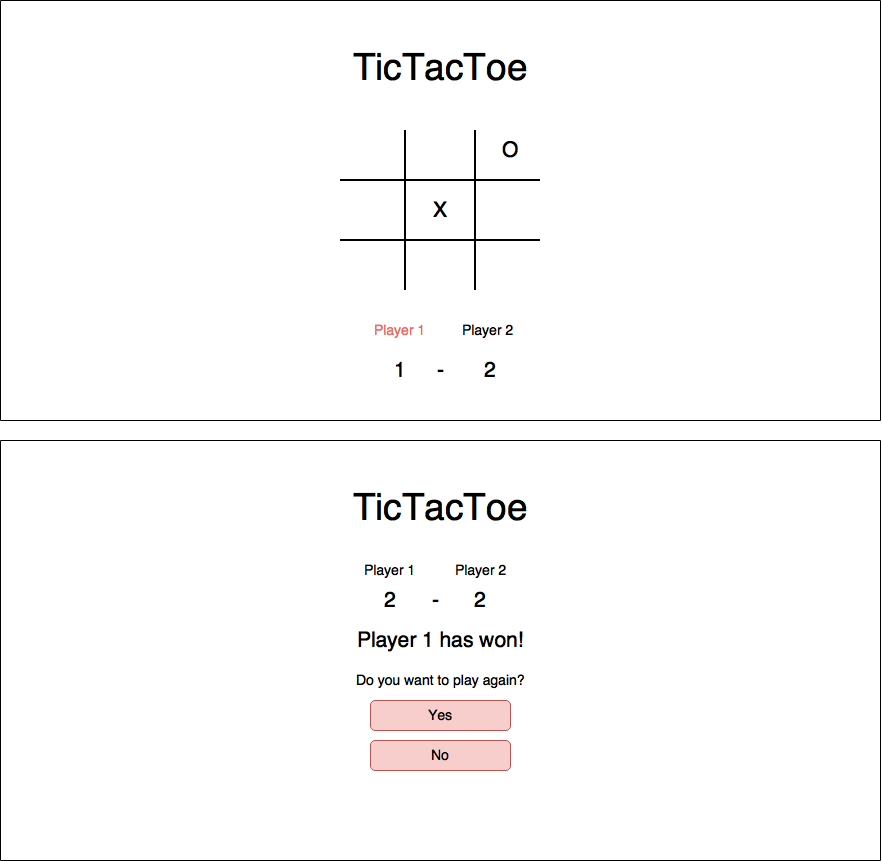 TicTacToe
O
X
Player 1 Player 2
1 - 2
TicTacToe
Player 1 Player 2
2 - 2
Player 1 has won!
Do you want to play again?
Yes
No